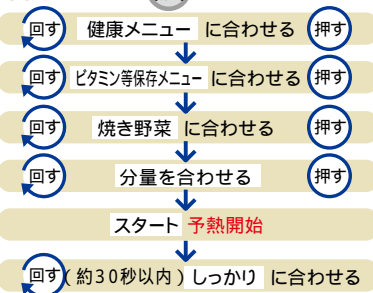 回す 健康メニュー に合わせる 押す
回す ビタミン等保存メニュー に合わせる 押す
回す 焼き野菜 に合わせる 押す
回す 分量を合わせる 押す
スタート 予熱開始
回す (約30秒以内) しっかり に合わせる